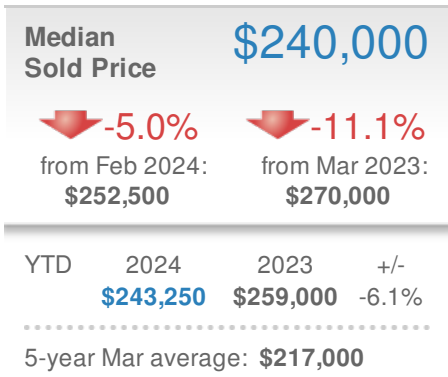 Median $240,000
Sold Price
-5.0% -11.1%
from Feb 2024: from Mar 2023:
$252,500 $270,000
YTD 2024 2023 +/-
$243,250 $259,000 -6.1%
5-year Mar average: $217,000